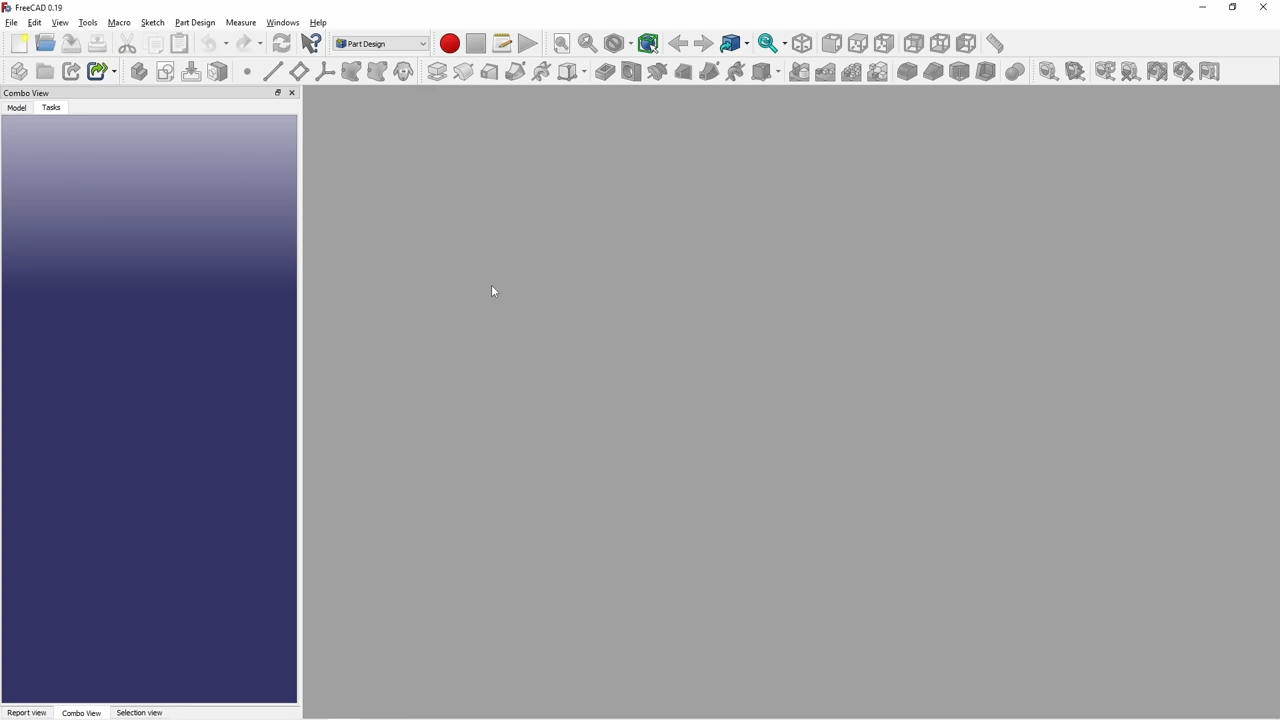 FreeCAD 0.19
File Edit View Tools Macro Sketch Part Design Measure Windows Help
Part Design
Combo View
Model Tasks
Report view Combo View Selection view